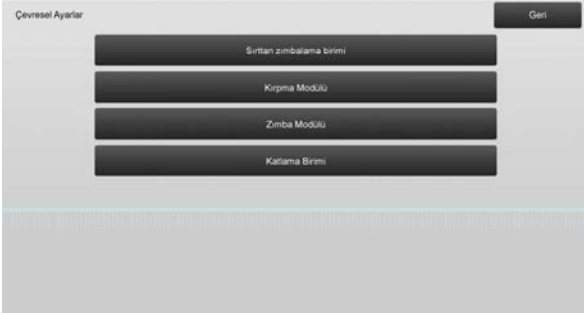 Çevresel Ayarlar
Geri
Sırttan zımbalama birimi
Kırpma Modülü
Zımba Modülü
Katlama Birimi